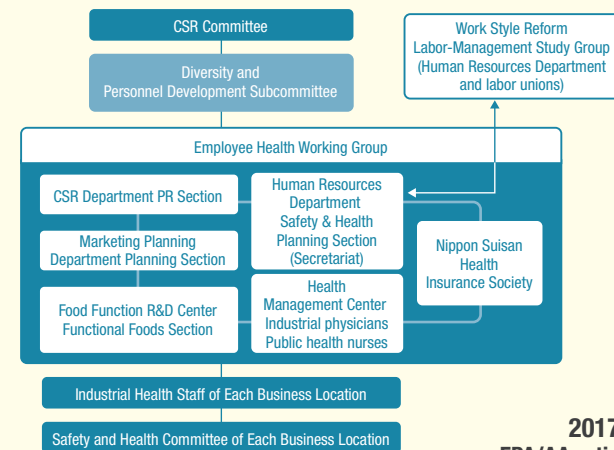 CSR Committee
Work Style Reform
Labor-Management Study Group
(Human Resources Department
and labor unions)
Diversity and
Personnel Development Subcommittee
Employee Health Working Group
CSR Department PR Section
Human Resources
Department
Safety & Health
Planning Section
(Secretariat)
Marketing Planning
Department Planning Section
Nippon Suisan
Health
Insurance Society
Food Function R&D Center
Functional Foods Section
Health
Management Center
Industrial physicians
Public health nurses
Industrial Health Staff of Each Business Location
Safety and Health Committee of Each Business Location
2017